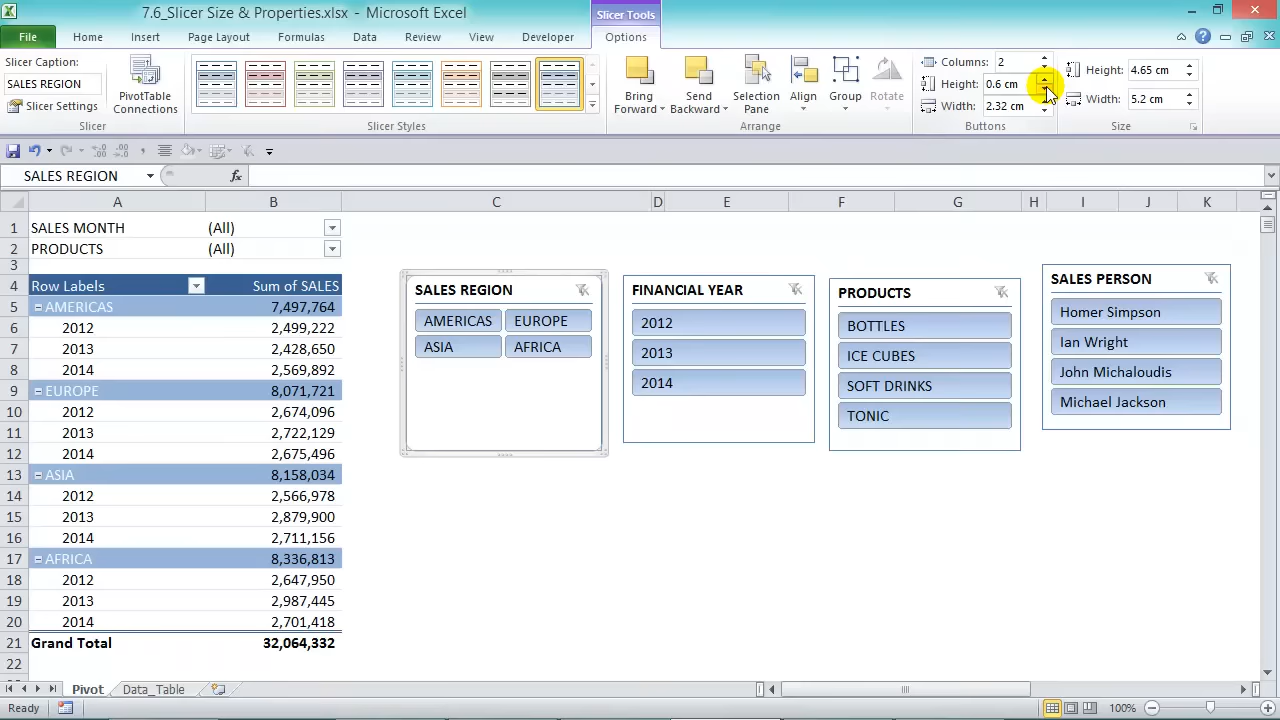 7.6_Slicer Size & Properties.xlsx - Microsoft Excel
Slicer Tools
File Home Insert Page Layout Formulas Data Review View Developer Options
Slicer Caption:
SALES REGION
Slicer Settings
PivotTable
Connections
Slicer
Slicer Styles
Bring
Forward
Send
Backward
Selection
Pane
Align
Group
Rotate
Arrange
Columns: 2
Height: 0.6 cm
Width: 2.32 cm
Buttons
Height: 4.65 cm
Width: 5.2 cm
Size
SALES REGION fx
A B C D E F G H I J K
1 SALES MONTH (All)
2 PRODUCTS (All)
3
4 Row Labels Sum of SALES
5 AMERICAS 7,497,764
6 2012 2,499,222
7 2013 2,428,650
8 2014 2,569,892
9 EUROPE 8,071,721
10 2012 2,674,096
11 2013 2,722,129
12 2014 2,675,496
13 ASIA 8,158,034
14 2012 2,566,978
15 2013 2,879,900
16 2014 2,711,156
17 AFRICA 8,336,813
18 2012 2,647,950
19 2013 2,987,445
20 2014 2,701,418
21 Grand Total 32,064,332
22
SALES REGION
AMERICAS EUROPE
ASIA AFRICA
FINANCIAL YEAR
2012
2013
2014
PRODUCTS
BOTTLES
ICE CUBES
SOFT DRINKS
TONIC
SALES PERSON
Homer Simpson
Ian Wright
John Michaloudis
Michael Jackson
Pivot Data_Table
Ready 100%